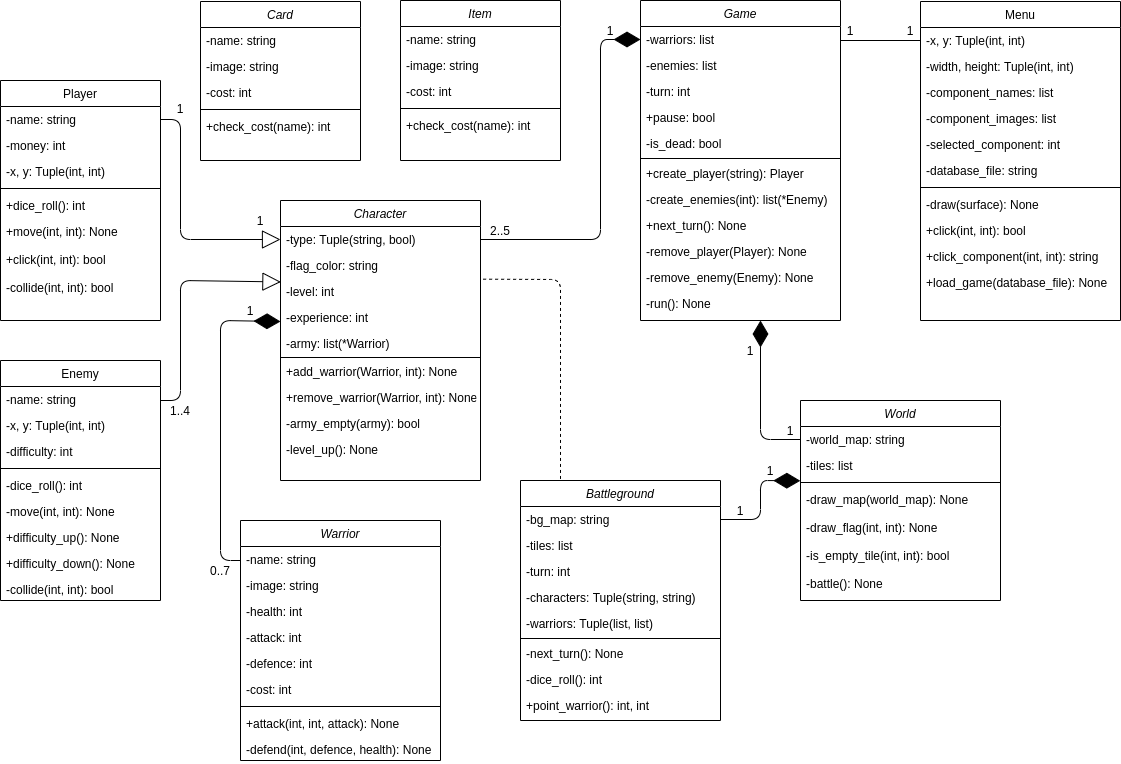 Card
-name: string
-image: string
-cost: int
+check_cost(name): int
Item
-name: string
-image: string
-cost: int
+check_cost(name): int
Game
-warriors: list
-enemies: list
-turn: int
+pause: bool
-is_dead: bool
+create_player(string): Player
-create_enemies(int): list(*Enemy)
+next_turn(): None
-remove_player(Player): None
-remove_enemy(Enemy): None
-run(): None
1
1
1
Menu
-x, y: Tuple(int, int)
-width, height: Tuple(int, int)
-component_names: list
-component_images: list
-selected_component: int
-database_file: string
-draw(surface): None
+click(int, int): bool
+click_component(int, int): string
+load_game(database_file): None
Player
-name: string
-money: int
-x, y: Tuple(int, int)
+dice_roll(): int
+move(int, int): None
+click(int, int): bool
-collide(int, int): bool
1
1
Character
-type: Tuple(string, bool)
-flag_color: string
-level: int
-experience: int
-army: list(*Warrior)
+add_warrior(Warrior, int): None
+remove_warrior(Warrior, int): None
-army_empty(army): bool
-level_up(): None
2..5
1
1
1
Enemy
-name: string
-x, y: Tuple(int, int)
-difficulty: int
-dice_roll(): int
-move(int, int): None
+difficulty_up(): None
+difficulty_down(): None
-collide(int, int): bool
1..4
World
-world_map: string
-tiles: list
-draw_map(world_map): None
-draw_flag(int, int): None
-is_empty_tile(int, int): bool
-battle(): None
1
1
Battleground
-bg_map: string
-tiles: list
-turn: int
-characters: Tuple(string, string)
-warriors: Tuple(list, list)
-next_turn(): None
-dice_roll(): int
+point_warrior(): int, int
Warrior
-name: string
-image: string
-health: int
-attack: int
-defence: int
-cost: int
+attack(int, int, attack): None
-defend(int, defence, health): None
0..7